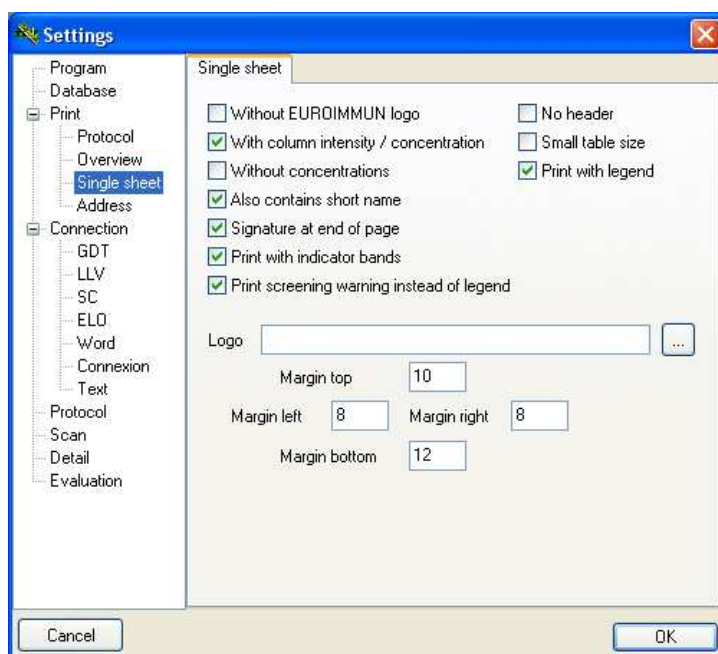 Settings
Program
Database
Print
Protocol
Overview
Single sheet
Address
Connection
GDT
LLV
SC
ELO
Word
Connexion
Text
Protocol
Scan
Detail
Evaluation
Single sheet
Without EUROIMMUN logo
No header
With column intensity / concentration
Small table size
Without concentrations
Print with legend
Also contains short name
Signature at end of page
Print with indicator bands
Print screening warning instead of legend
Logo ...
Margin top 10
Margin left 8 Margin right 8
Margin bottom 12
Cancel
OK